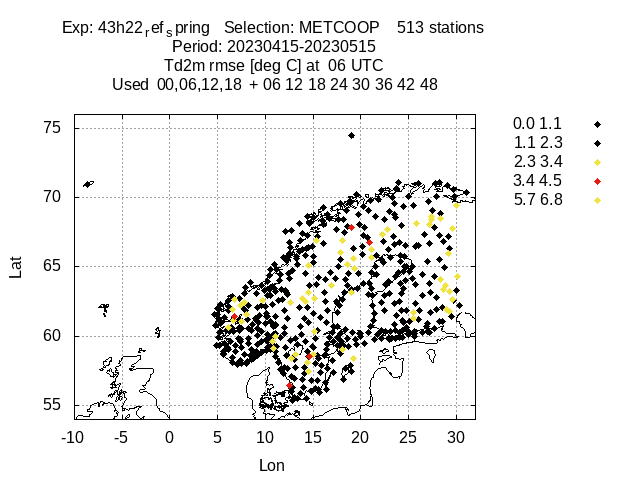 Exp: 43h22ref spring   Selection: METCOOP    513 stations
Period: 20230415-20230515
Td2m rmse [deg C] at  06 UTC
Used  00,06,12,18  + 06 12 18 24 30 36 42 48
0.0 1.1
1.1 2.3
2.3 3.4
3.4 4.5
5.7 6.8
75
70
65
60
55
Lat
-10 -5 0 5 10 15 20 25 30
Lon